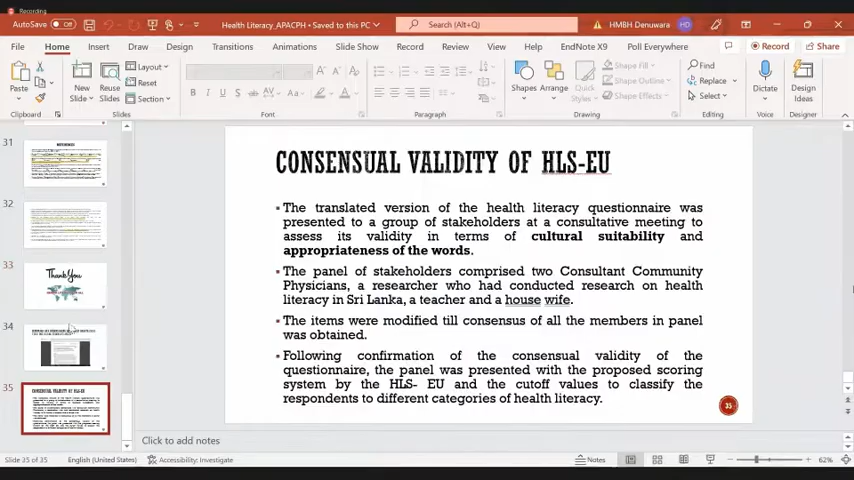 Recording
AutoSave Off Health Literacy_APACPH • Saved to this PC Search (Alt+Q) HMBH Denuwara HD
File Home Insert Draw Design Transitions Animations Slide Show Record Review View Help EndNote X9 Poll Everywhere Record Share
Paste New Slide Reuse Slides Layout Reset Section Shapes Arrange Quick Styles Shape Fill Shape Outline Shape Effects Find Replace Select Dictate Design Ideas
Clipboard Slides Font Paragraph Drawing Editing Voice Designer
31
32
33
Thank You
34
35
CONSENSUAL VALIDITY OF HLS-EU
CONSENSUAL VALIDITY OF HLS-EU
The translated version of the health literacy questionnaire was
presented to a group of stakeholders at a consultative meeting to
assess its validity in terms of cultural suitability and
appropriateness of the words.
The panel of stakeholders comprised two Consultant Community
Physicians, a researcher who had conducted research on health
literacy in Sri Lanka, a teacher and a house wife.
The items were modified till consensus of all the members in panel
was obtained.
Following confirmation of the consensual validity of the
questionnaire, the panel was presented with the proposed scoring
system by the HLS- EU and the cutoff values to classify the
respondents to different categories of health literacy.
35
Click to add notes
Slide 35 of 35 English (United States) Accessibility: Investigate Notes 62%